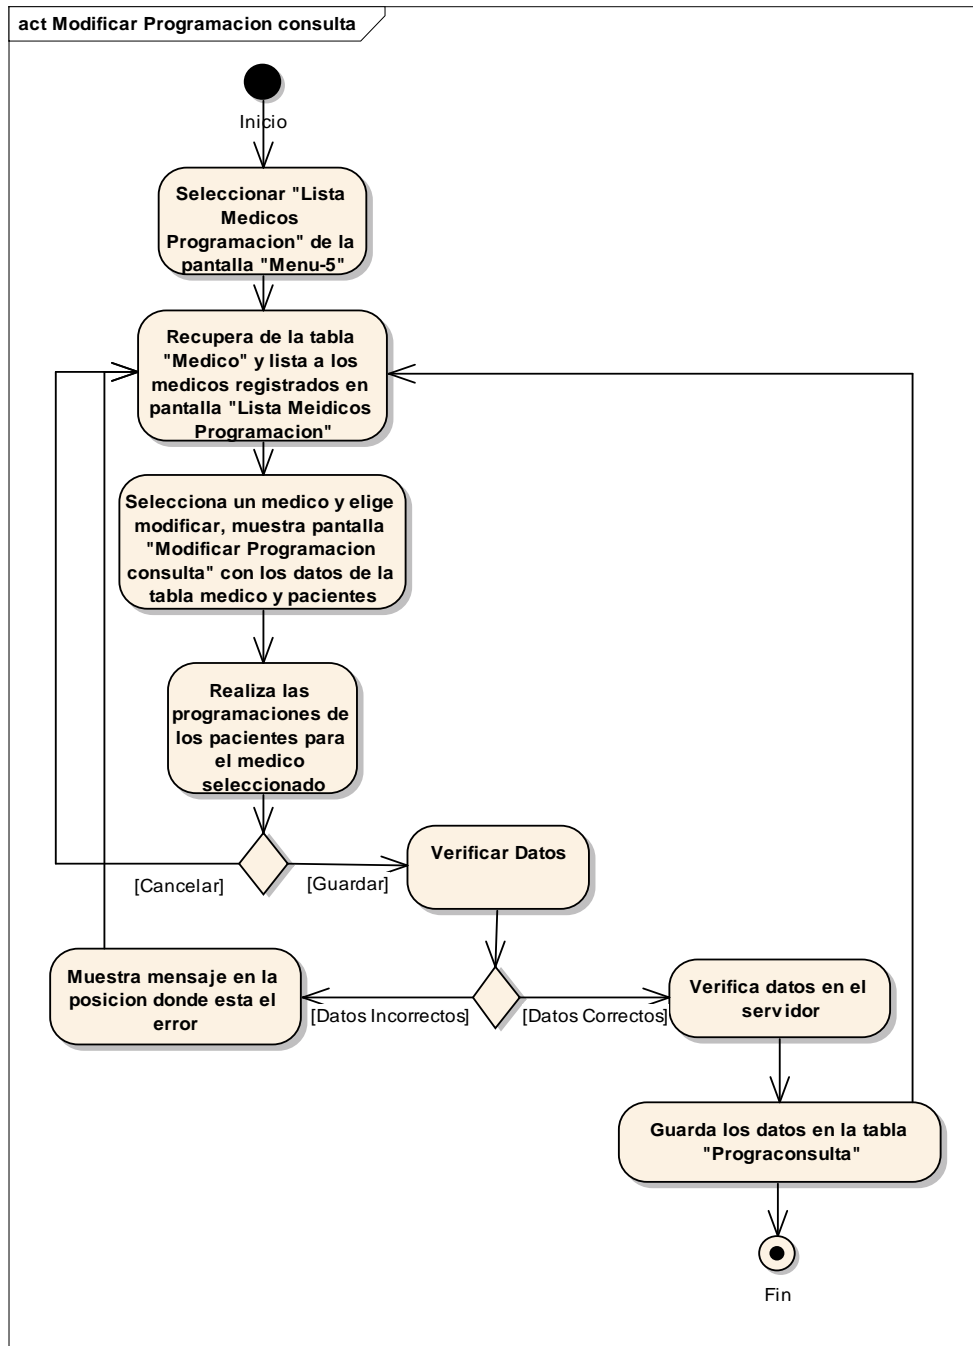 act Modificar Programacion consulta
Inicio
Seleccionar "Lista
Medicos
Programacion" de la
pantalla "Menu-5"
Recupera de la tabla
"Medico" y lista a los
medicos registrados en
pantalla "Lista Meidicos
Programacion"
Selecciona un medico y elige
modificar, muestra pantalla
"Modificar Programacion
consulta" con los datos de la
tabla medico y pacientes
Realiza las
programaciones de
los pacientes para
el medico
seleccionado
[Cancelar]
[Guardar]
Verificar Datos
Muestra mensaje en la
posicion donde esta el
error
[Datos Incorrectos]
[Datos Correctos]
Verifica datos en el
servidor
Guarda los datos en la tabla
"Prograconsulta"
Fin